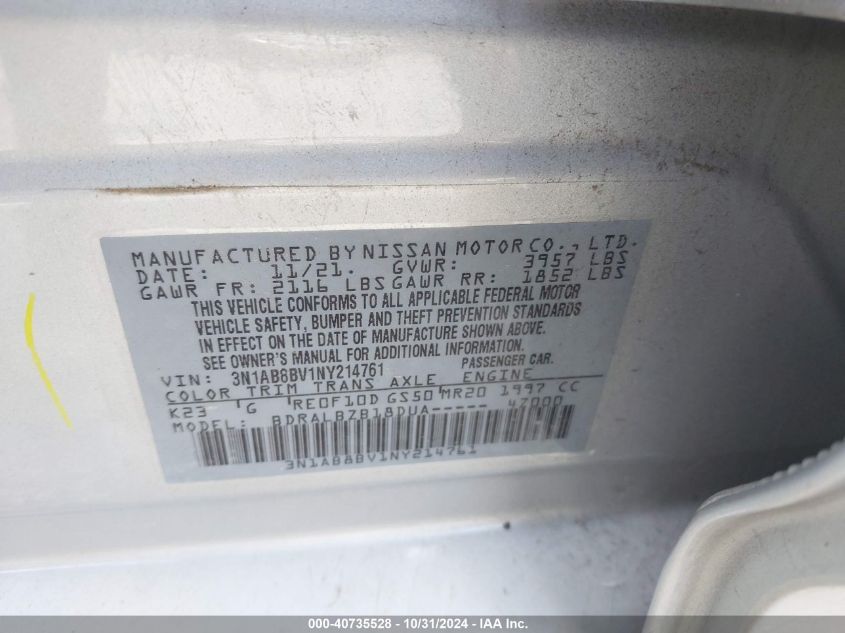 MANUFACTURED BY NISSAN MOTOR CO., LTD.
DATE: 11/21. GVWR: 3957 LBS
GAWR FR: 2116 LBS GAWR RR: 1852 LBS
THIS VEHICLE CONFORMS TO ALL APPLICABLE FEDERAL MOTOR
VEHICLE SAFETY, BUMPER AND THEFT PREVENTION STANDARDS
IN EFFECT ON THE DATE OF MANUFACTURE SHOWN ABOVE.
SEE OWNER'S MANUAL FOR ADDITIONAL INFORMATION.
VIN: 3N1AB8BV1NY214761 PASSENGER CAR.
COLOR TRIM TRANS AXLE ENGINE
K23 G RE0F10D GS50 MR20 1997 CC
MODEL: BDRALBZB18DUA----- 47000
3N1AB8BV1NY214761
000-40735528 - 10/31/2024 - IAA Inc.